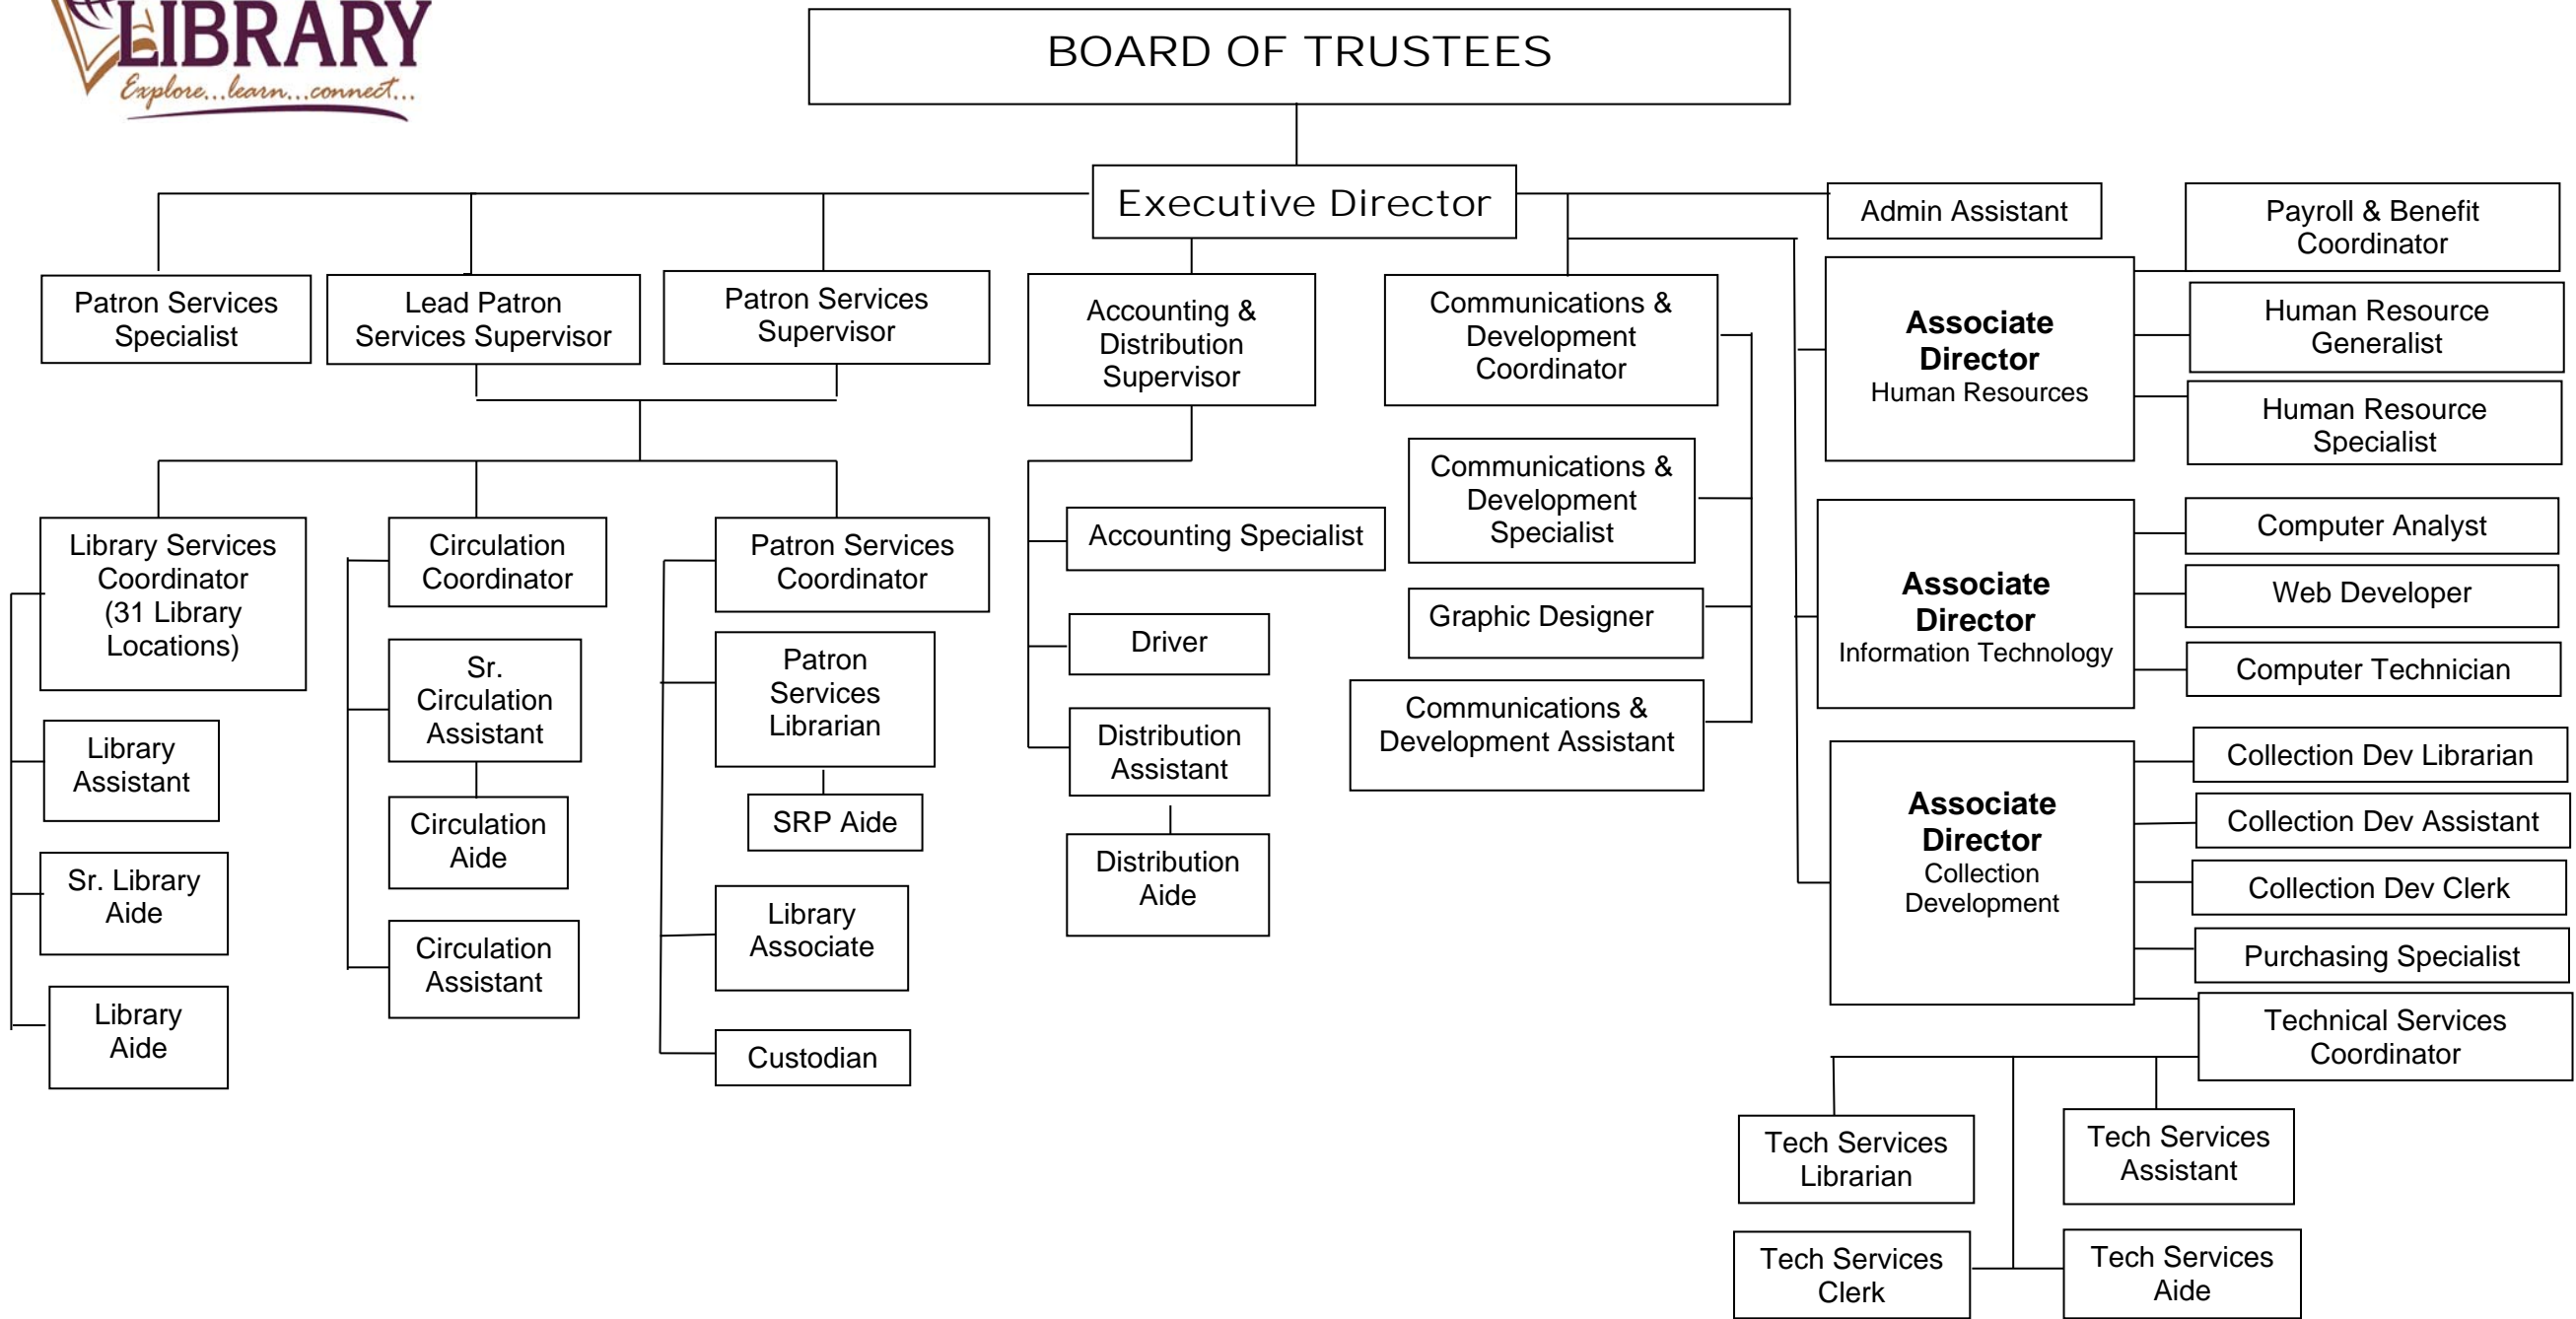 LIBRARY
Explore...learn...connect...
BOARD OF TRUSTEES
Executive Director
Admin Assistant
Payroll & Benefit
Coordinator
Patron Services
Specialist
Lead Patron
Services Supervisor
Patron Services
Supervisor
Accounting &
Distribution
Supervisor
Communications &
Development
Coordinator
Associate
Director
Human Resources
Human Resource
Generalist
Human Resource
Specialist
Communications &
Development
Specialist
Library Services
Coordinator
(31 Library
Locations)
Circulation
Coordinator
Patron Services
Coordinator
Accounting Specialist
Graphic Designer
Associate
Director
Information Technology
Computer Analyst
Web Developer
Computer Technician
Sr.
Circulation
Assistant
Patron
Services
Librarian
Driver
Communications &
Development Assistant
Library
Assistant
Distribution
Assistant
Circulation
Aide
SRP Aide
Distribution
Aide
Associate
Director
Collection
Development
Collection Dev Librarian
Collection Dev Assistant
Collection Dev Clerk
Purchasing Specialist
Technical Services
Coordinator
Sr. Library
Aide
Circulation
Assistant
Library
Associate
Library
Aide
Custodian
Tech Services
Librarian
Tech Services
Assistant
Tech Services
Clerk
Tech Services
Aide